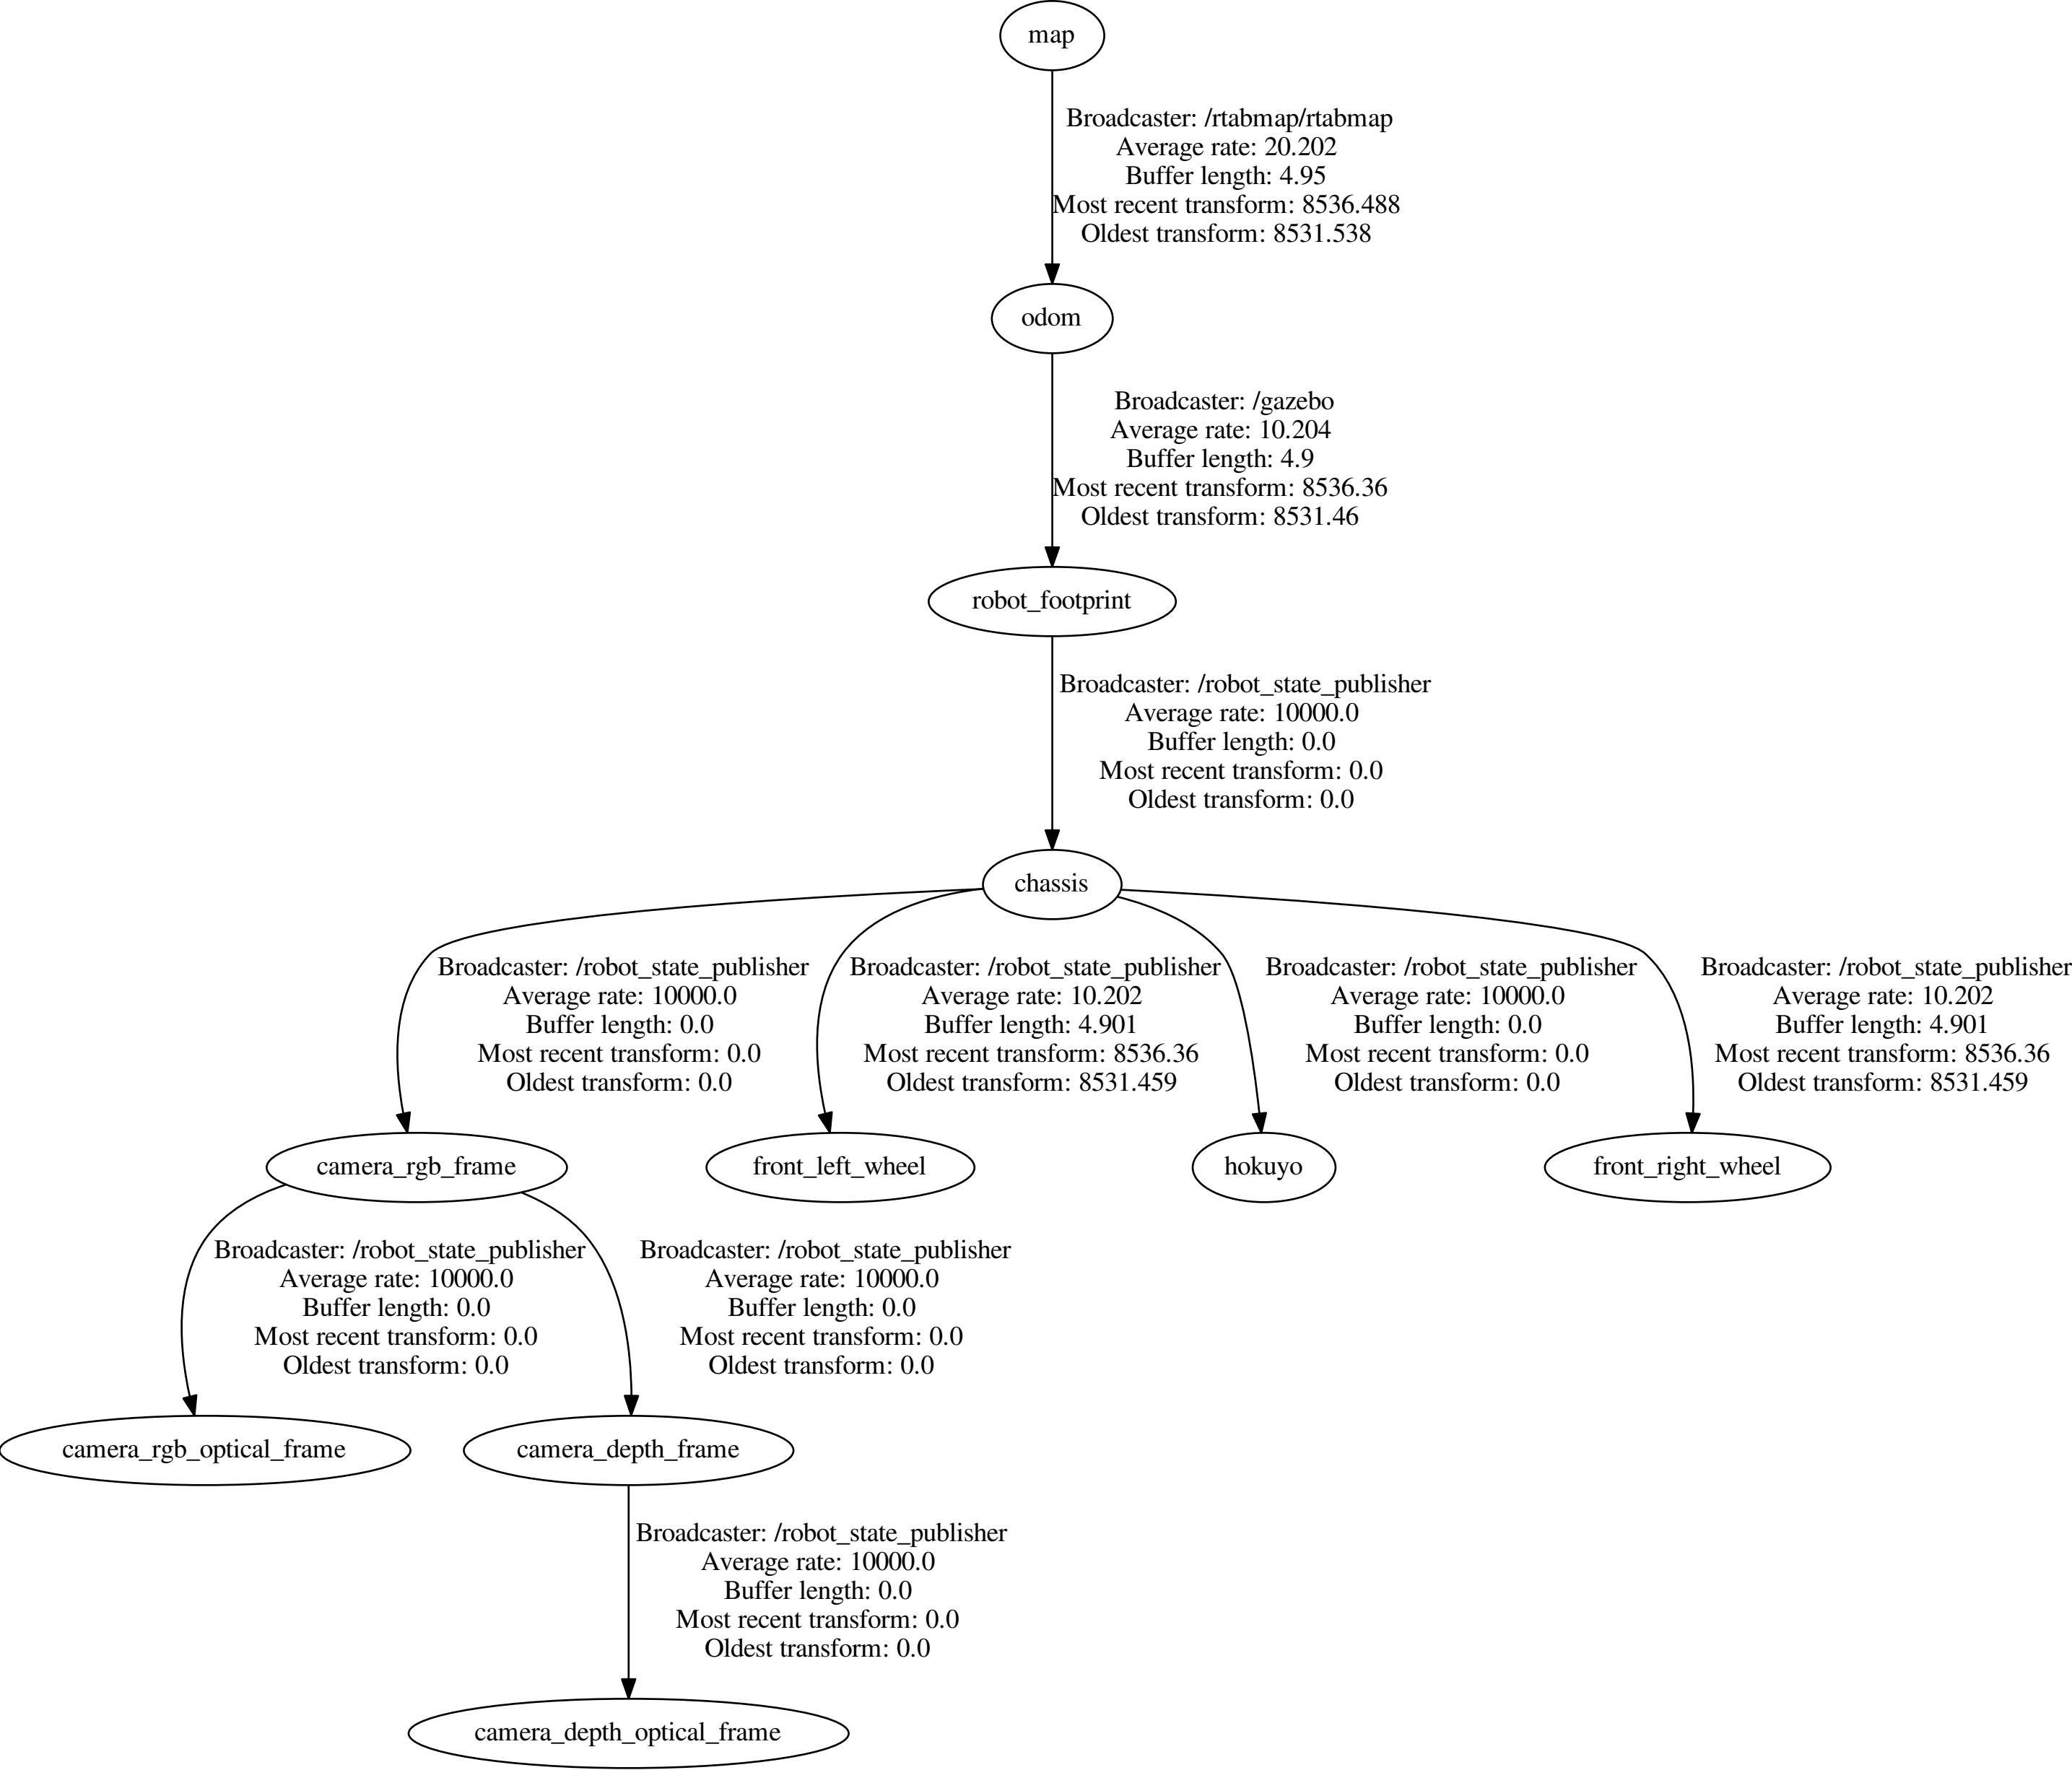 map
Broadcaster: /rtabmap/rtabmap
Average rate: 20.202
Buffer length: 4.95
Most recent transform: 8536.488
Oldest transform: 8531.538
odom
Broadcaster: /gazebo
Average rate: 10.204
Buffer length: 4.9
Most recent transform: 8536.36
Oldest transform: 8531.46
robot_footprint
Broadcaster: /robot_state_publisher
Average rate: 10000.0
Buffer length: 0.0
Most recent transform: 0.0
Oldest transform: 0.0
chassis
Broadcaster: /robot_state_publisher
Average rate: 10000.0
Buffer length: 0.0
Most recent transform: 0.0
Oldest transform: 0.0
Broadcaster: /robot_state_publisher
Average rate: 10.202
Buffer length: 4.901
Most recent transform: 8536.36
Oldest transform: 8531.459
Broadcaster: /robot_state_publisher
Average rate: 10000.0
Buffer length: 0.0
Most recent transform: 0.0
Oldest transform: 0.0
Broadcaster: /robot_state_publisher
Average rate: 10.202
Buffer length: 4.901
Most recent transform: 8536.36
Oldest transform: 8531.459
camera_rgb_frame
front_left_wheel
hokuyo
front_right_wheel
Broadcaster: /robot_state_publisher
Average rate: 10000.0
Buffer length: 0.0
Most recent transform: 0.0
Oldest transform: 0.0
Broadcaster: /robot_state_publisher
Average rate: 10000.0
Buffer length: 0.0
Most recent transform: 0.0
Oldest transform: 0.0
camera_rgb_optical_frame
camera_depth_frame
Broadcaster: /robot_state_publisher
Average rate: 10000.0
Buffer length: 0.0
Most recent transform: 0.0
Oldest transform: 0.0
camera_depth_optical_frame